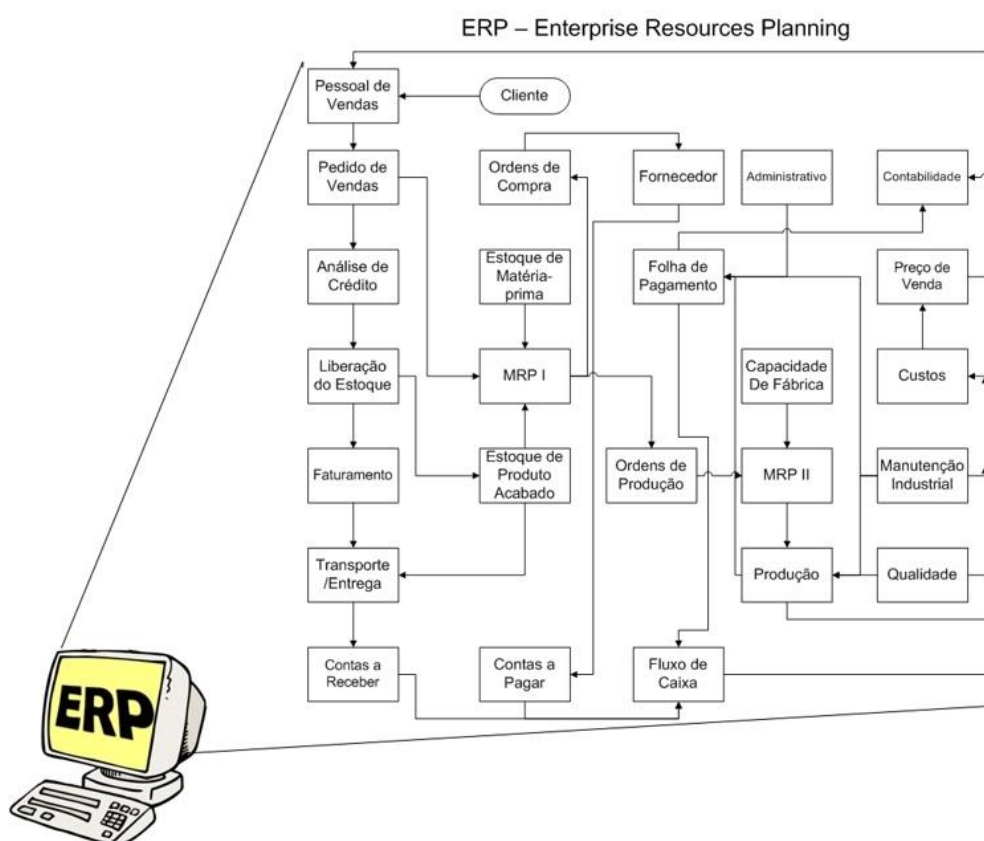 ERP – Enterprise Resources Planning
Pessoal de
Vendas
Cliente
Pedido de
Vendas
Ordens de
Compra
Fornecedor
Administrativo
Contabilidade
Análise de
Crédito
Estoque de
Matéria-
prima
Folha de
Pagamento
Preço de
Venda
Liberação
do Estoque
MRP I
Capacidade
De Fábrica
Custos
Faturamento
Estoque de
Produto
Acabado
Ordens de
Produção
MRP II
Manutenção
Industrial
Transporte
/Entrega
Produção
Qualidade
Contas a
Receber
Contas a
Pagar
Fluxo de
Caixa
ERP